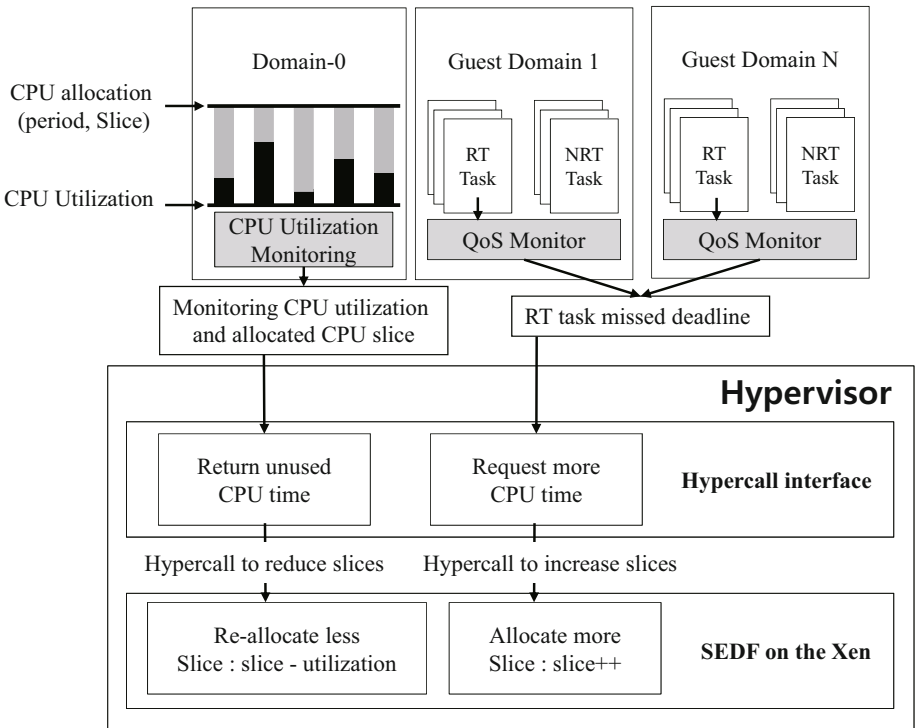 Domain-0
Guest Domain 1
Guest Domain N
CPU allocation
(period, Slice)
CPU Utilization
RT
Task
NRT
Task
RT
Task
NRT
Task
CPU Utilization
Monitoring
QoS Monitor
QoS Monitor
Monitoring CPU utilization
and allocated CPU slice
RT task missed deadline
Hypervisor
Return unused
CPU time
Request more
CPU time
Hypercall interface
Hypercall to reduce slices
Hypercall to increase slices
Re-allocate less
Slice : slice - utilization
Allocate more
Slice : slice++
SEDF on the Xen